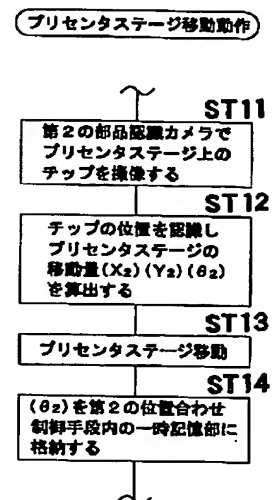 プリセンタステージ移動動作
ST11
第2の部品認識カメラで
プリセンタステージ上の
チップを撮像する
ST12
チップの位置を認識し
プリセンタステージの
移動量(X₂)(Y₂)(θ₂)
を算出する
ST13
プリセンタステージ移動
ST14
(θ₂)を第2の位置合わせ
制御手段内の一時記憶部に
格納する